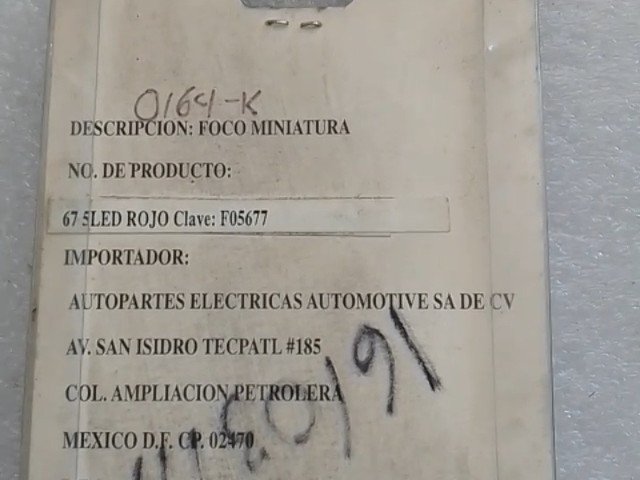 0164-K
DESCRIPCION: FOCO MINIATURA
NO. DE PRODUCTO:
67 5LED ROJO Clave: F05677
IMPORTADOR:
AUTOPARTES ELECTRICAS AUTOMOTIVE SA DE CV
AV. SAN ISIDRO TECPATL #185
COL. AMPLIACION PETROLERA
MEXICO D.F. CP. 02470